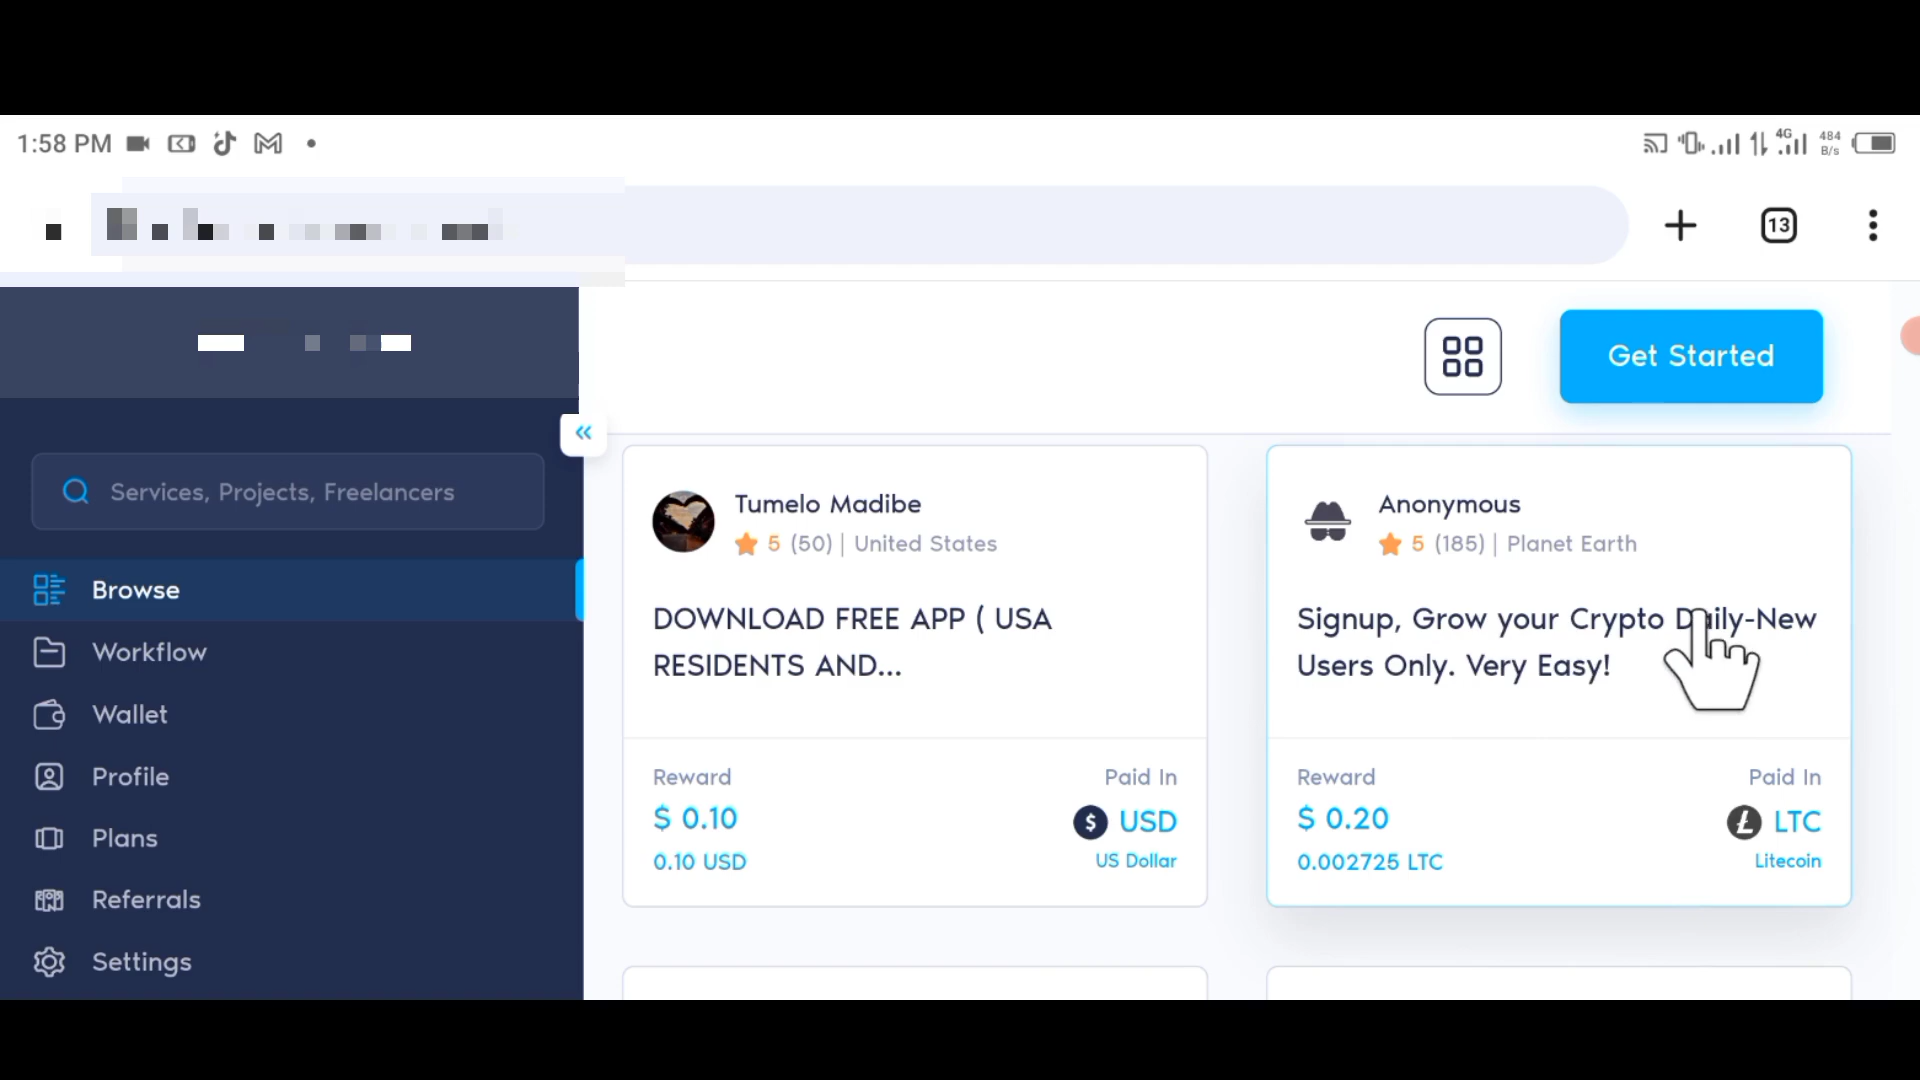 1:58 PM
4G
484
B/s
13
Get Started
Services, Projects, Freelancers
Browse
Workflow
Wallet
Profile
Plans
Referrals
Settings
Tumelo Madibe
5 (50) | United States
DOWNLOAD FREE APP ( USA
RESIDENTS AND...
Reward
Paid In
$ 0.10
USD
0.10 USD
US Dollar
Anonymous
5 (185) | Planet Earth
Signup, Grow your Crypto Daily-New
Users Only. Very Easy!
Reward
Paid In
$ 0.20
LTC
0.002725 LTC
Litecoin